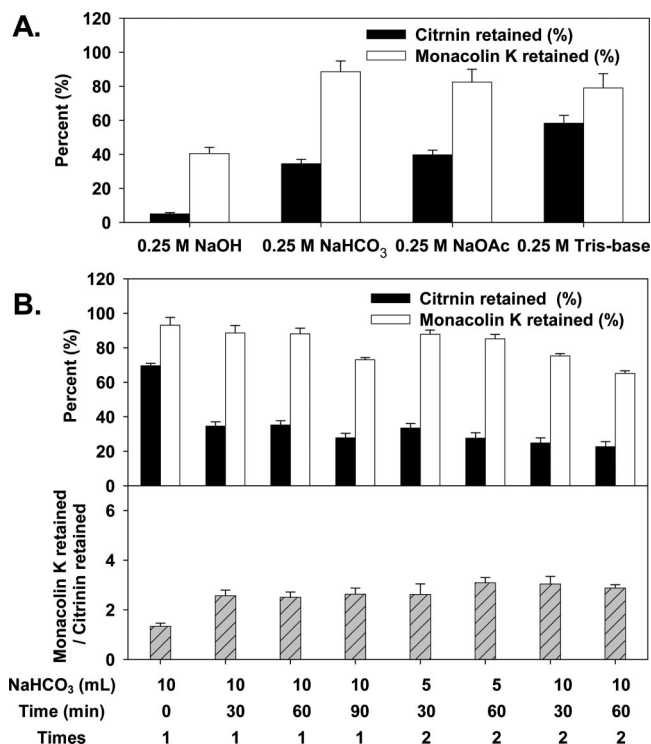 A.
120
100
80
60
40
20
0
Percent (%)
Citrnin retained (%)
Monacolin K retained (%)
0.25 M NaOH 0.25 M NaHCO3 0.25 M NaOAc 0.25 M Tris-base
B.
120
100
80
60
40
20
0
Percent (%)
Citrnin retained (%)
Monacolin K retained (%)
6
4
2
0
Monacolin K retained
/ Citrinin retained
NaHCO3 (mL) 10 10 10 10 5 5 10 10
Time (min) 0 30 60 90 30 60 30 60
Times 1 1 1 1 2 2 2 2